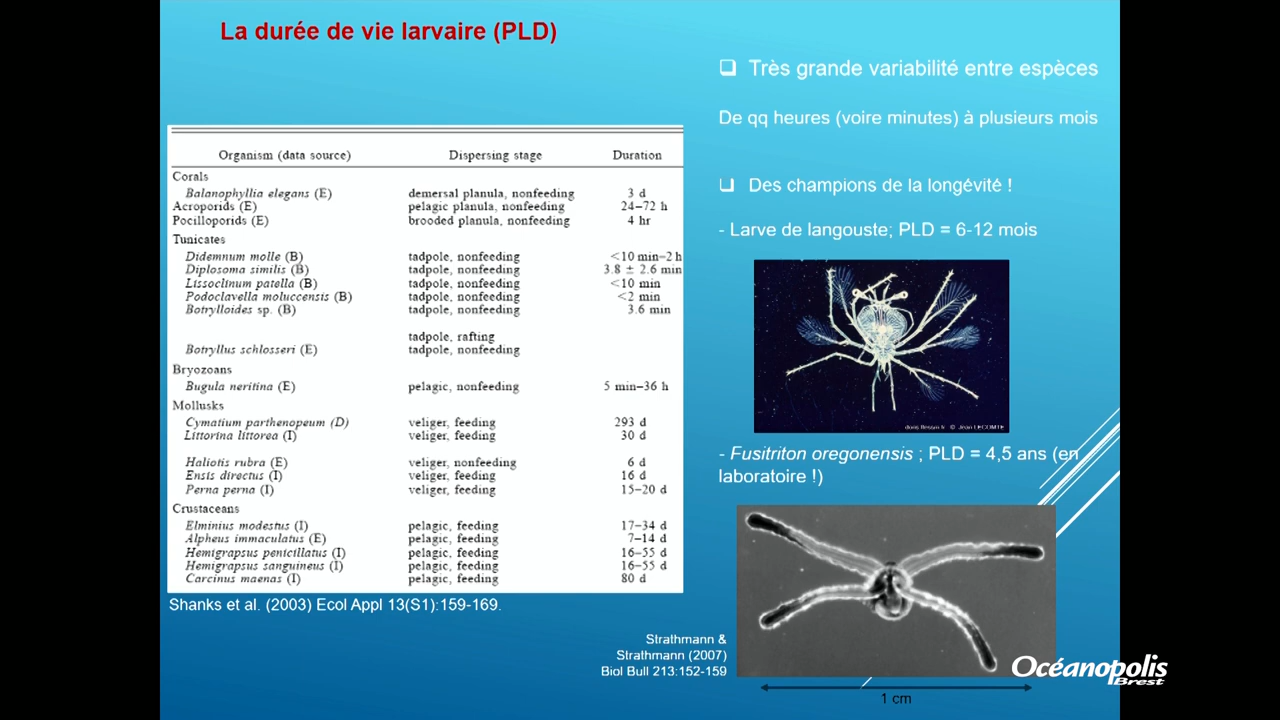 La durée de vie larvaire (PLD)
Organism (data source) Dispersing stage Duration
Corals
Balanophyllia elegans (E) demersal planula, nonfeeding 3 d
Acroporids (E) pelagic planula, nonfeeding 24–72 h
Pocilloporids (E) brooded planula, nonfeeding 4 hr
Tunicates
Didemnum molle (B) tadpole, nonfeeding <10 min–2 h
Diplosoma similis (B) tadpole, nonfeeding 3.8 ± 2.6 min
Lissoclinum patella (B) tadpole, nonfeeding <10 min
Podoclavella moluccensis (B) tadpole, nonfeeding <2 min
Botrylloides sp. (B) tadpole, nonfeeding 3.6 min
tadpole, rafting
Botryllus schlosseri (E) tadpole, nonfeeding
Bryozoans
Bugula neritina (E) pelagic, nonfeeding 5 min–36 h
Mollusks
Cymatium parthenopeum (D) veliger, feeding 293 d
Littorina littorea (I) veliger, feeding 30 d
Haliotis rubra (E) veliger, nonfeeding 6 d
Ensis directus (I) veliger, feeding 16 d
Perna perna (I) veliger, feeding 15–20 d
Crustaceans
Elminius modestus (I) pelagic, feeding 17–34 d
Alpheus immaculatus (E) pelagic, feeding 7–14 d
Hemigrapsus penicillatus (I) pelagic, feeding 16–55 d
Hemigrapsus sanguineus (I) pelagic, feeding 16–55 d
Carcinus maenas (I) pelagic, feeding 80 d
Shanks et al. (2003) Ecol Appl 13(S1):159-169.
❑ Très grande variabilité entre espèces
De qq heures (voire minutes) à plusieurs mois
❑ Des champions de la longévité !
- Larve de langouste; PLD = 6-12 mois
© Jean LECOMTE
- Fusitriton oregonensis ; PLD = 4,5 ans (en
laboratoire !)
Strathmann &
Strathmann (2007)
Biol Bull 213:152-159
1 cm
Océanopolis
Brest